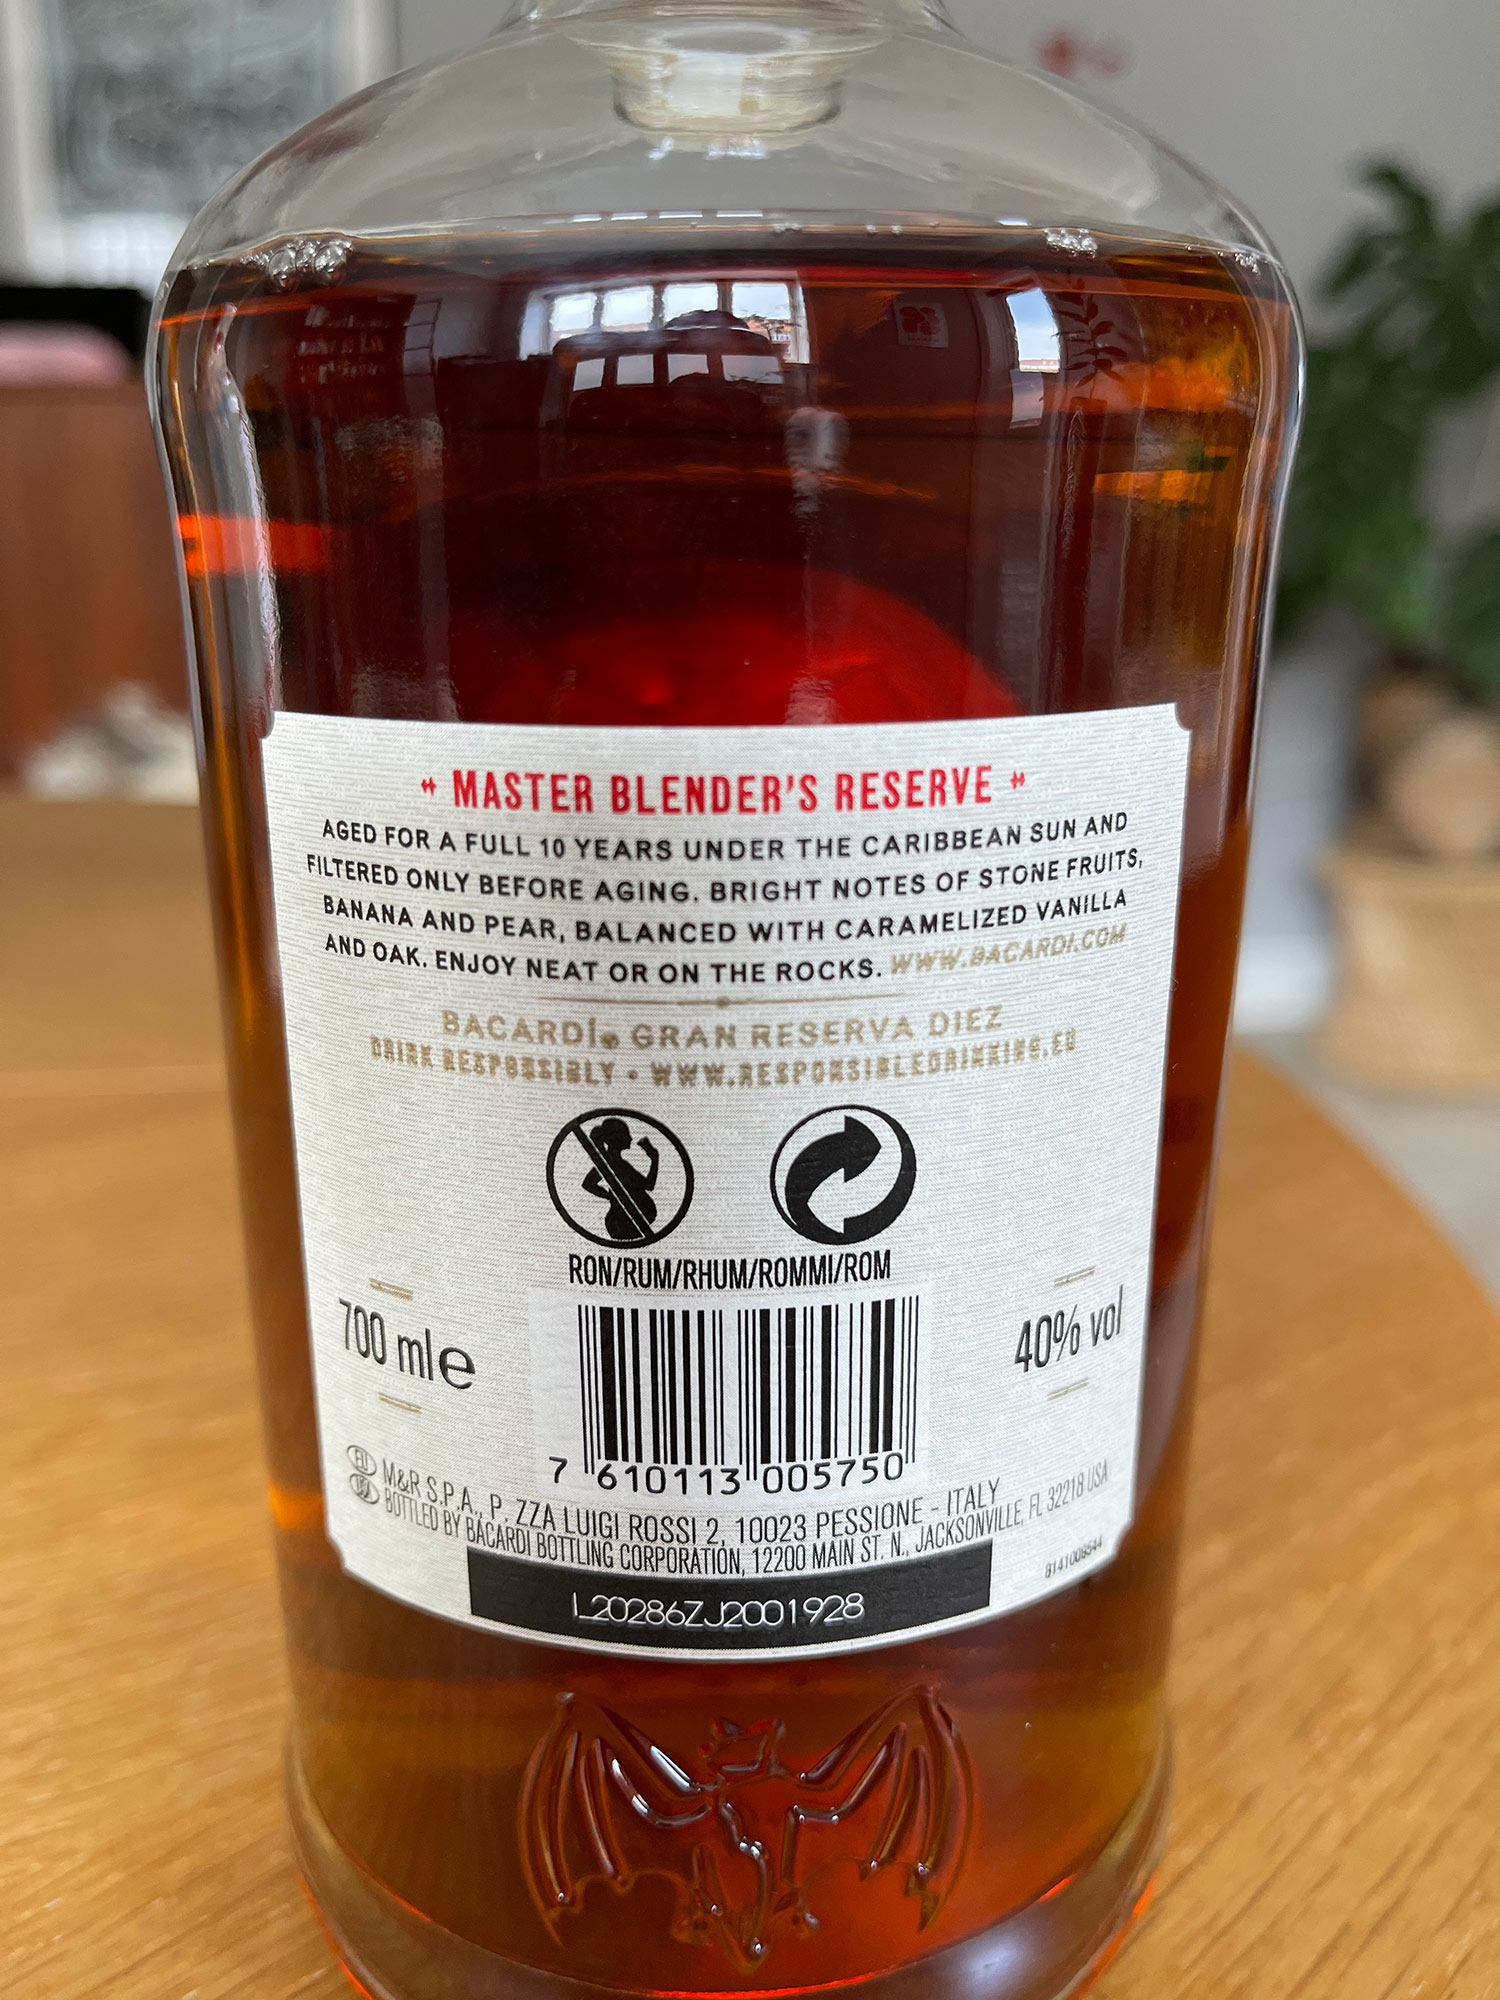 MASTER BLENDER'S RESERVE
AGED FOR A FULL 10 YEARS UNDER THE CARIBBEAN SUN AND
FILTERED ONLY BEFORE AGING. BRIGHT NOTES OF STONE FRUITS,
BANANA AND PEAR, BALANCED WITH CARAMELIZED VANILLA
AND OAK. ENJOY NEAT OR ON THE ROCKS. WWW.BACARDI.COM
BACARDÍ® GRAN RESERVA DIEZ
DRINK RESPONSIBLY • WWW.RESPONSIBLEDRINKING.EU
RON/RUM/RHUM/ROMMI/ROM
700 ml e
40% vol
7 610113 005750
EU M&R S.P.A., P. ZZA LUIGI ROSSI 2, 10023 PESSIONE - ITALY
BOTTLED BY BACARDI BOTTLING CORPORATION, 12200 MAIN ST. N., JACKSONVILLE, FL 32218 USA
L20286ZJ2001928